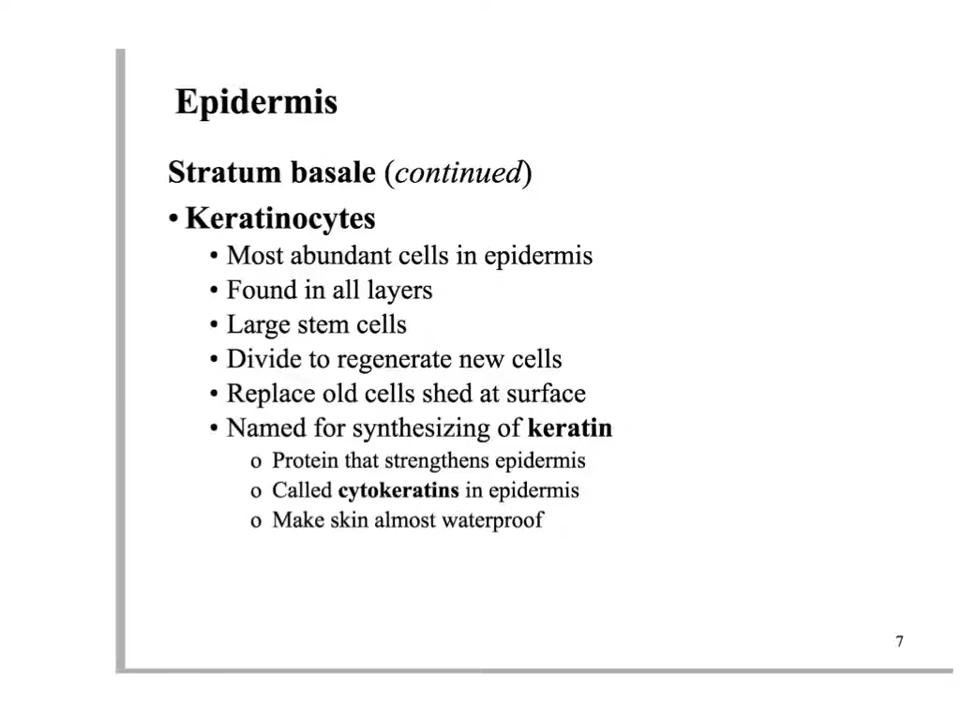 Epidermis
Stratum basale (continued)
• Keratinocytes
• Most abundant cells in epidermis
• Found in all layers
• Large stem cells
• Divide to regenerate new cells
• Replace old cells shed at surface
• Named for synthesizing of keratin
o Protein that strengthens epidermis
o Called cytokeratins in epidermis
o Make skin almost waterproof
7